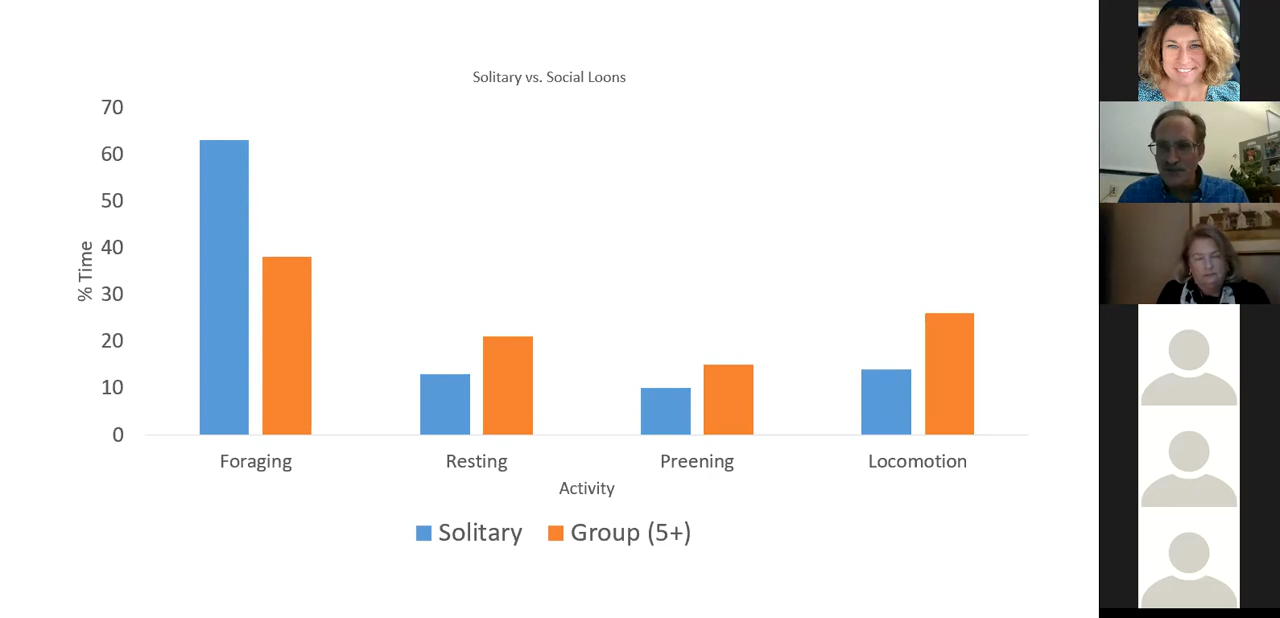 Solitary vs. Social Loons
70
60
50
40
30
20
10
0
% Time
Foraging
Resting
Preening
Locomotion
Activity
Solitary
Group (5+)